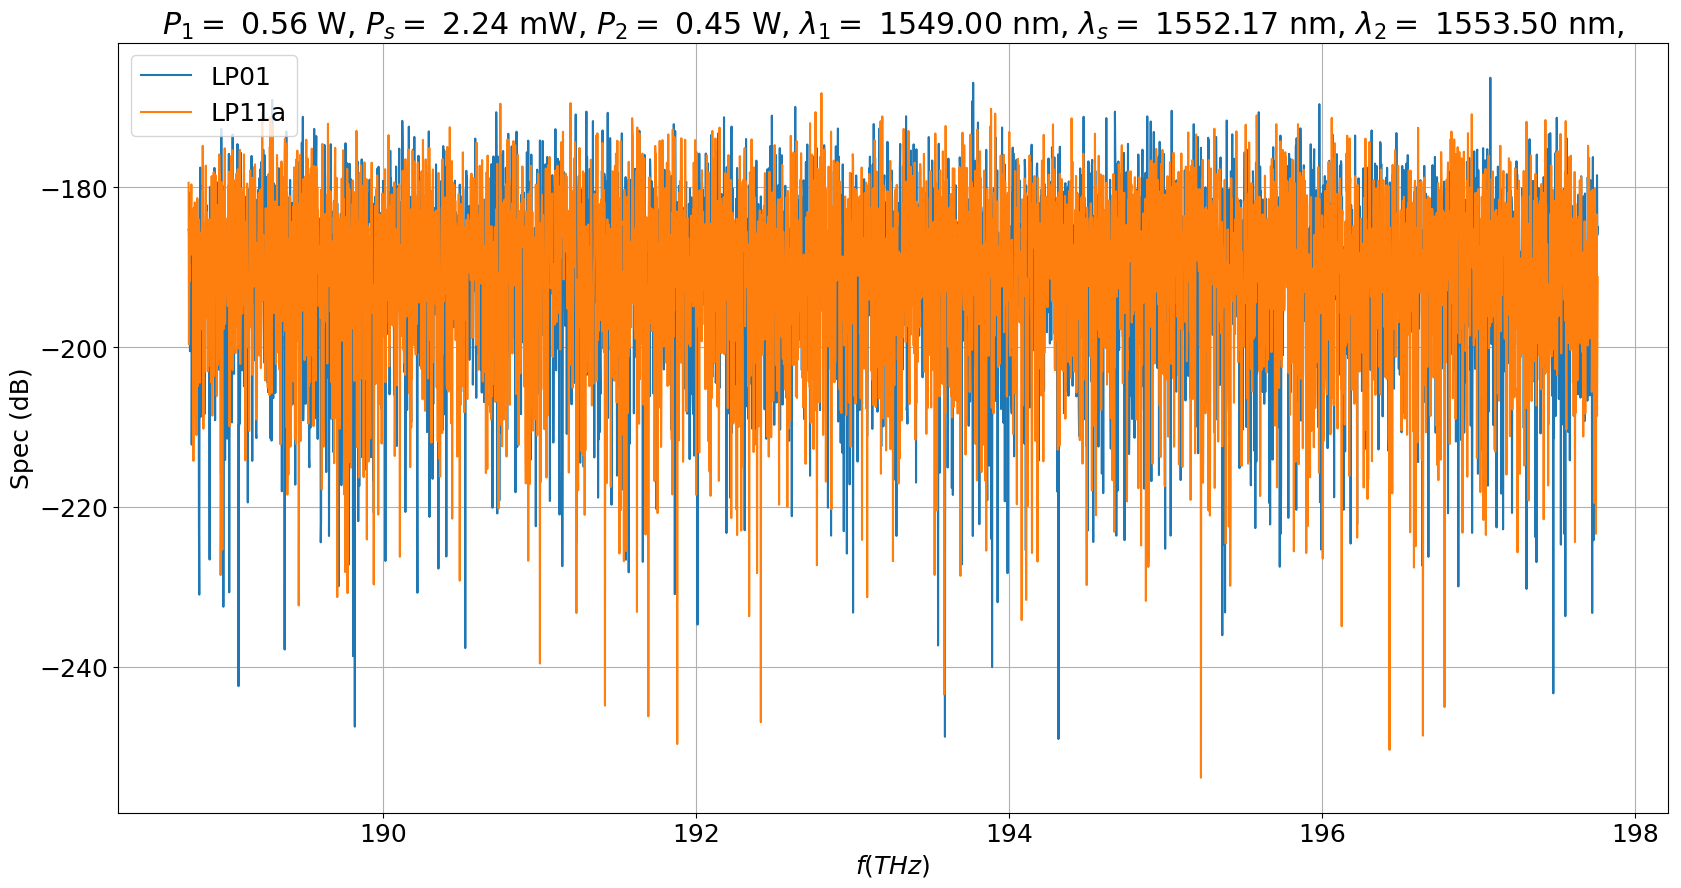 P₁ = 0.56 W, Pₛ = 2.24 mW, P₂ = 0.45 W, λ₁ = 1549.00 nm, λₛ = 1552.17 nm, λ₂ = 1553.50 nm,
LP01
LP11a
−180
−200
−220
−240
Spec (dB)
190 192 194 196 198
f(THz)